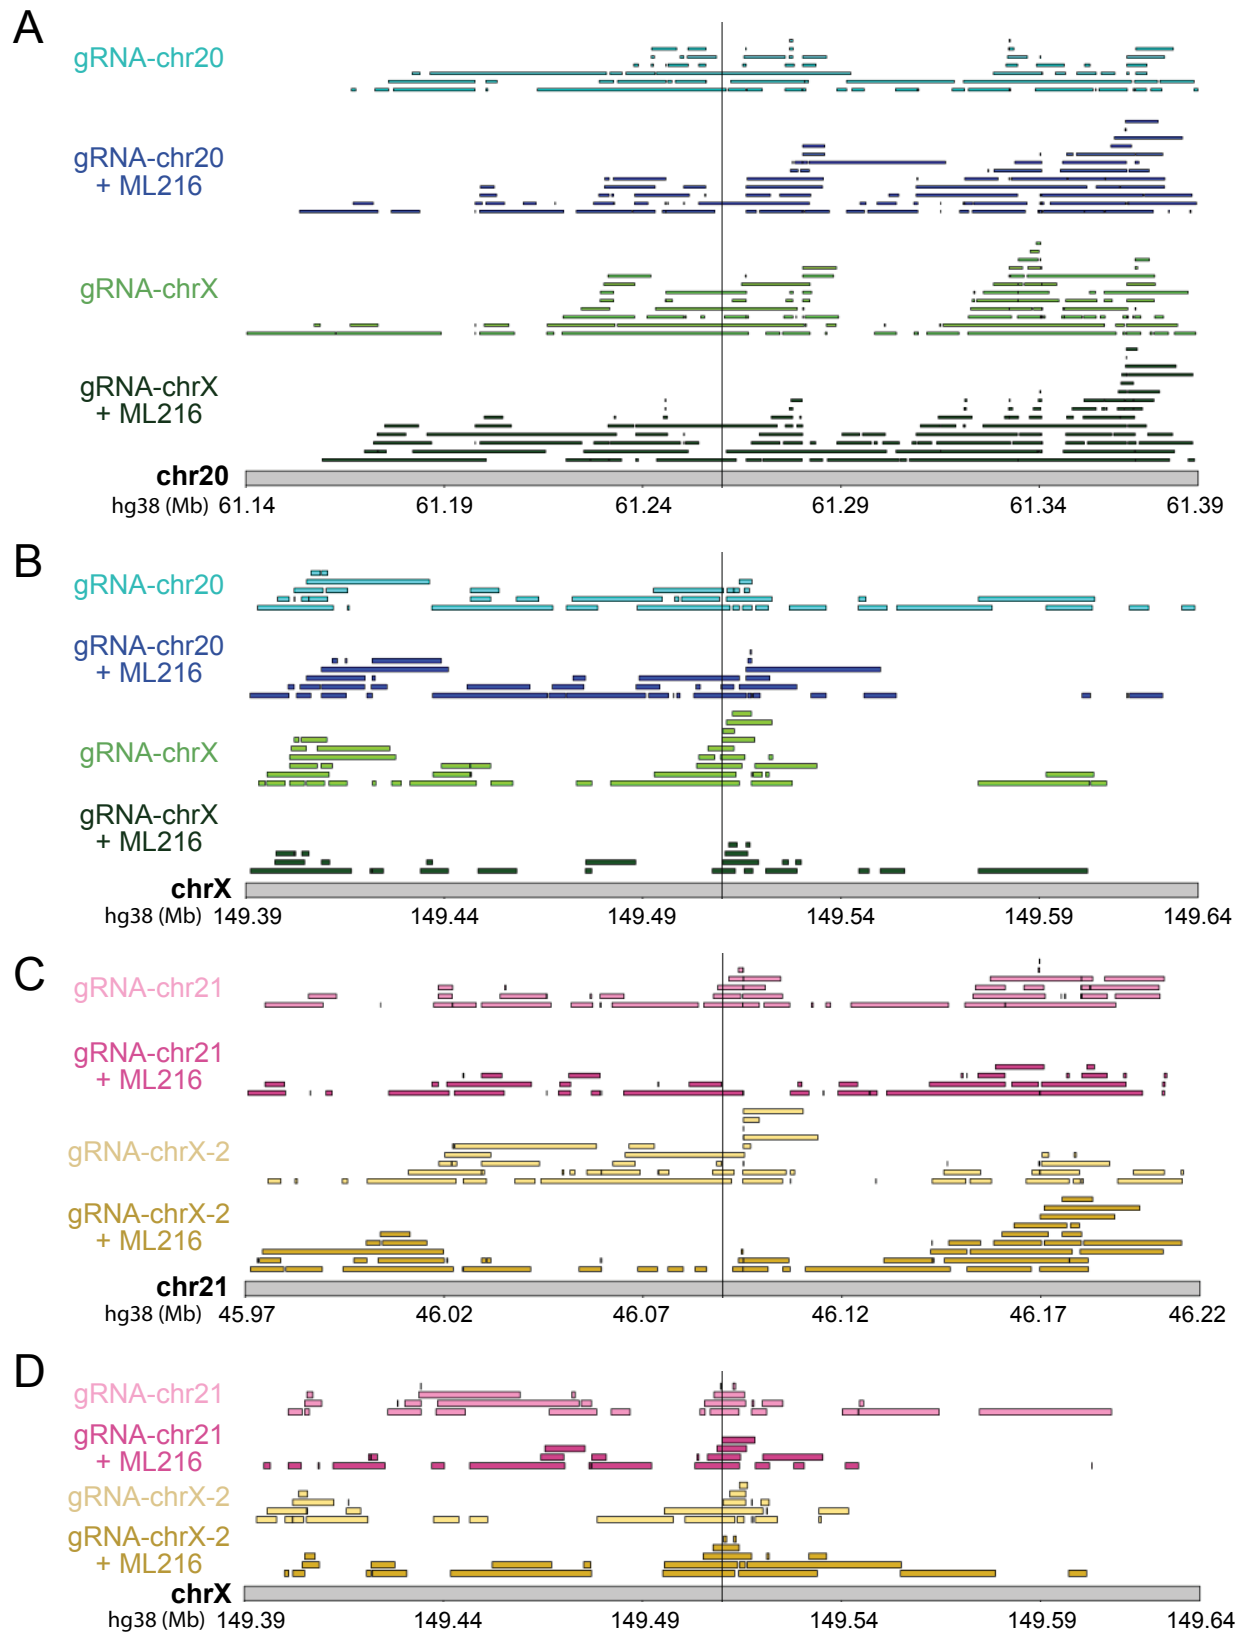 A
gRNA-chr20
gRNA-chr20
+ ML216
gRNA-chrX
gRNA-chrX
+ ML216
chr20
hg38 (Mb) 61.14 61.19 61.24 61.29 61.34 61.39
B
gRNA-chr20
gRNA-chr20
+ ML216
gRNA-chrX
gRNA-chrX
+ ML216
chrX
hg38 (Mb) 149.39 149.44 149.49 149.54 149.59 149.64
C
gRNA-chr21
gRNA-chr21
+ ML216
gRNA-chrX-2
gRNA-chrX-2
+ ML216
chr21
hg38 (Mb) 45.97 46.02 46.07 46.12 46.17 46.22
D
gRNA-chr21
gRNA-chr21
+ ML216
gRNA-chrX-2
gRNA-chrX-2
+ ML216
chrX
hg38 (Mb) 149.39 149.44 149.49 149.54 149.59 149.64